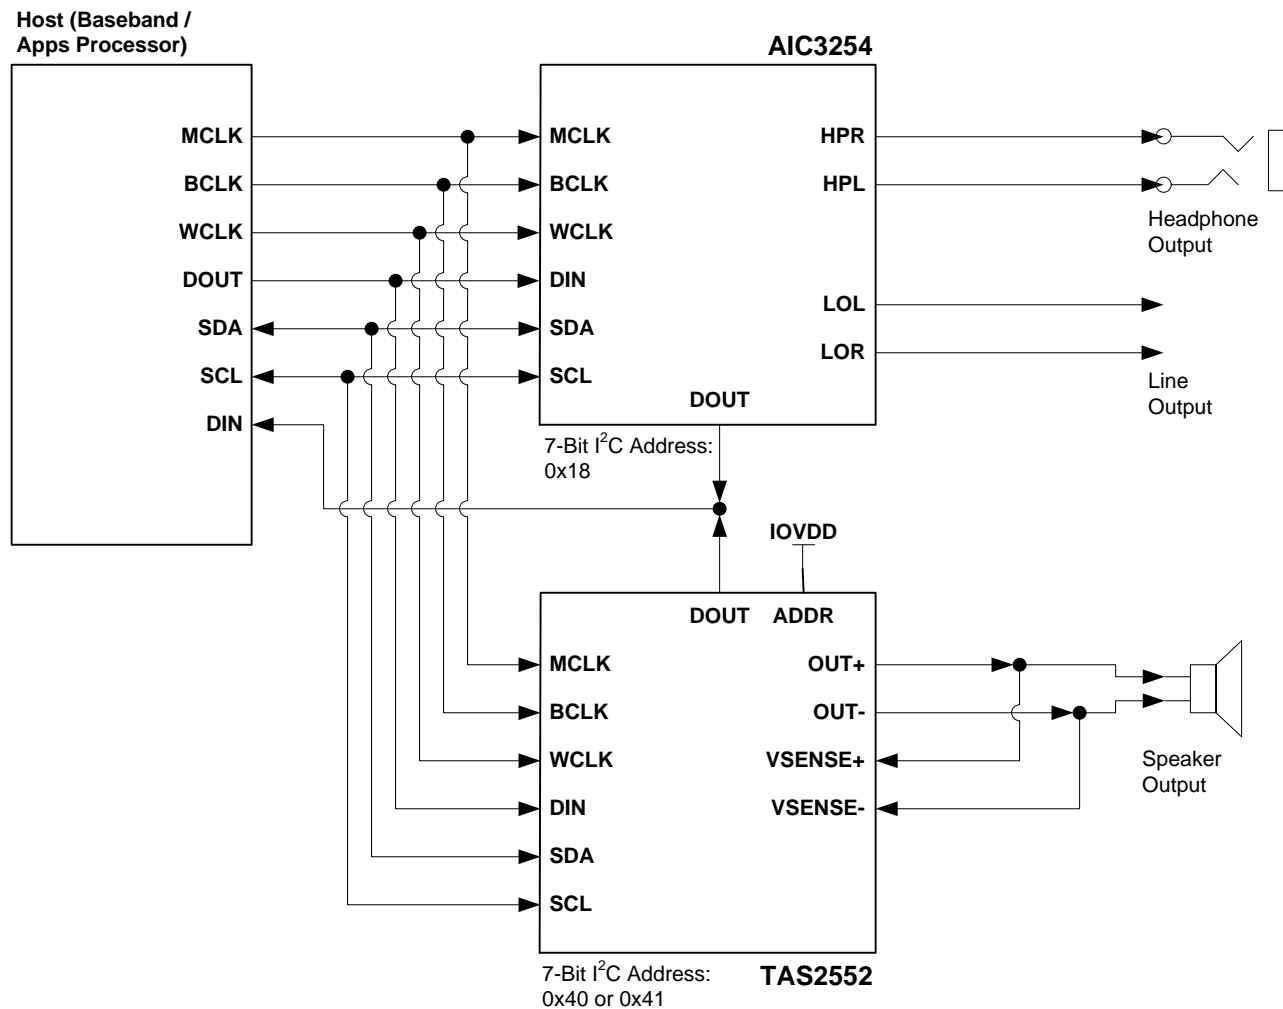 Host (Baseband /
Apps Processor)
MCLK
BCLK
WCLK
DOUT
SDA
SCL
DIN
AIC3254
MCLK
BCLK
WCLK
DIN
SDA
SCL
HPR
HPL
LOL
LOR
DOUT
7-Bit I²C Address:
0x18
Headphone
Output
Line
Output
IOVDD
DOUT
ADDR
MCLK
BCLK
WCLK
DIN
SDA
SCL
OUT+
OUT-
VSENSE+
VSENSE-
Speaker
Output
7-Bit I²C Address:
0x40 or 0x41
TAS2552